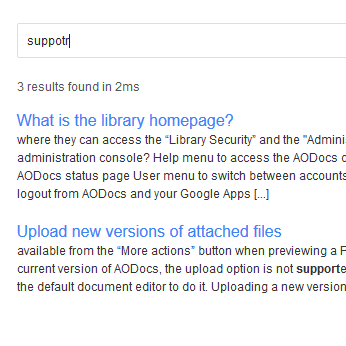 suppotr
3 results found in 2ms
What is the library homepage?
where they can access the “Library Security” and the "Adminis
administration console? Help menu to access the AODocs
AODocs status page User menu to switch between accounts
logout from AODocs and your Google Apps [...]
Upload new versions of attached files
available from the “More actions” button when previewing a
current version of AODocs, the upload option is not supporte
the default document editor to do it. Uploading a new version